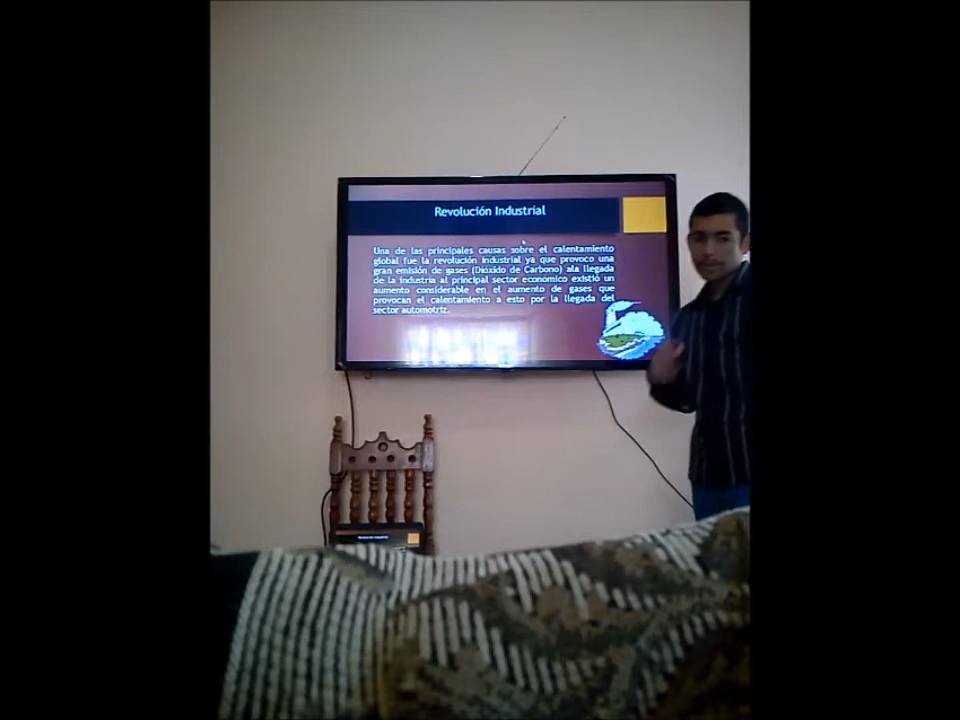 Revolución Industrial
Una de las principales causas sobre el calentamiento
global fue la revolución industrial ya que provoco una
gran emisión de gases (Dióxido de Carbono) ala llegada
de la industria al principal sector económico existió un
aumento considerable en el aumento de gases que
provocan el calentamiento a esto por la llegada del
sector automotriz.
Revolución Industrial